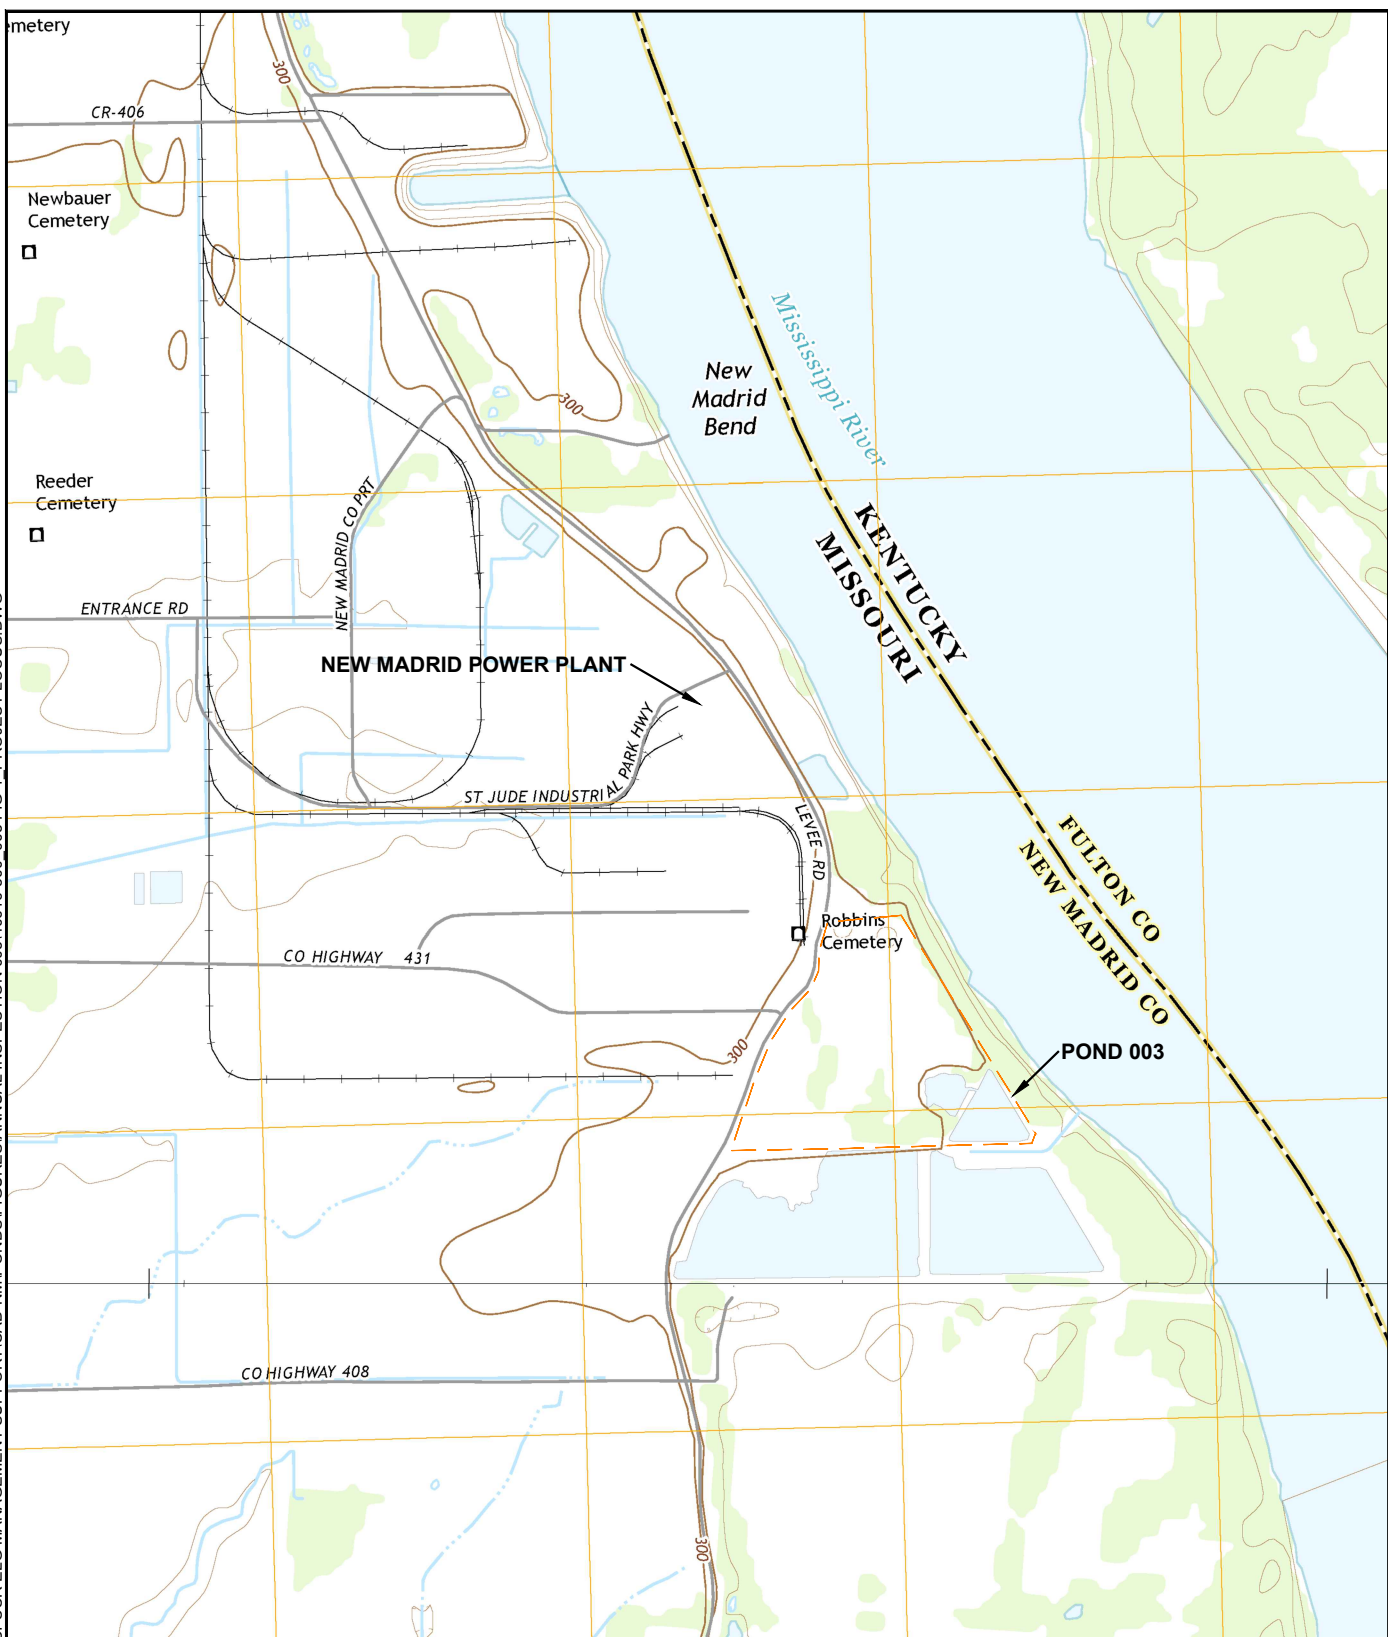 emetery
300
CR-406
Newbauer
Cemetery
Mississippi River
New
Madrid
Bend
300
Reeder
Cemetery
NEW MADRID CO PRT
KENTUCKY
MISSOURI
ENTRANCE RD
NEW MADRID POWER PLANT
ST JUDE INDUSTRIAL PARK HWY
LEVEE RD
FULTON CO
NEW MADRID CO
Robbins
Cemetery
CO HIGHWAY 431
300
POND 003
CO HIGHWAY 408
300